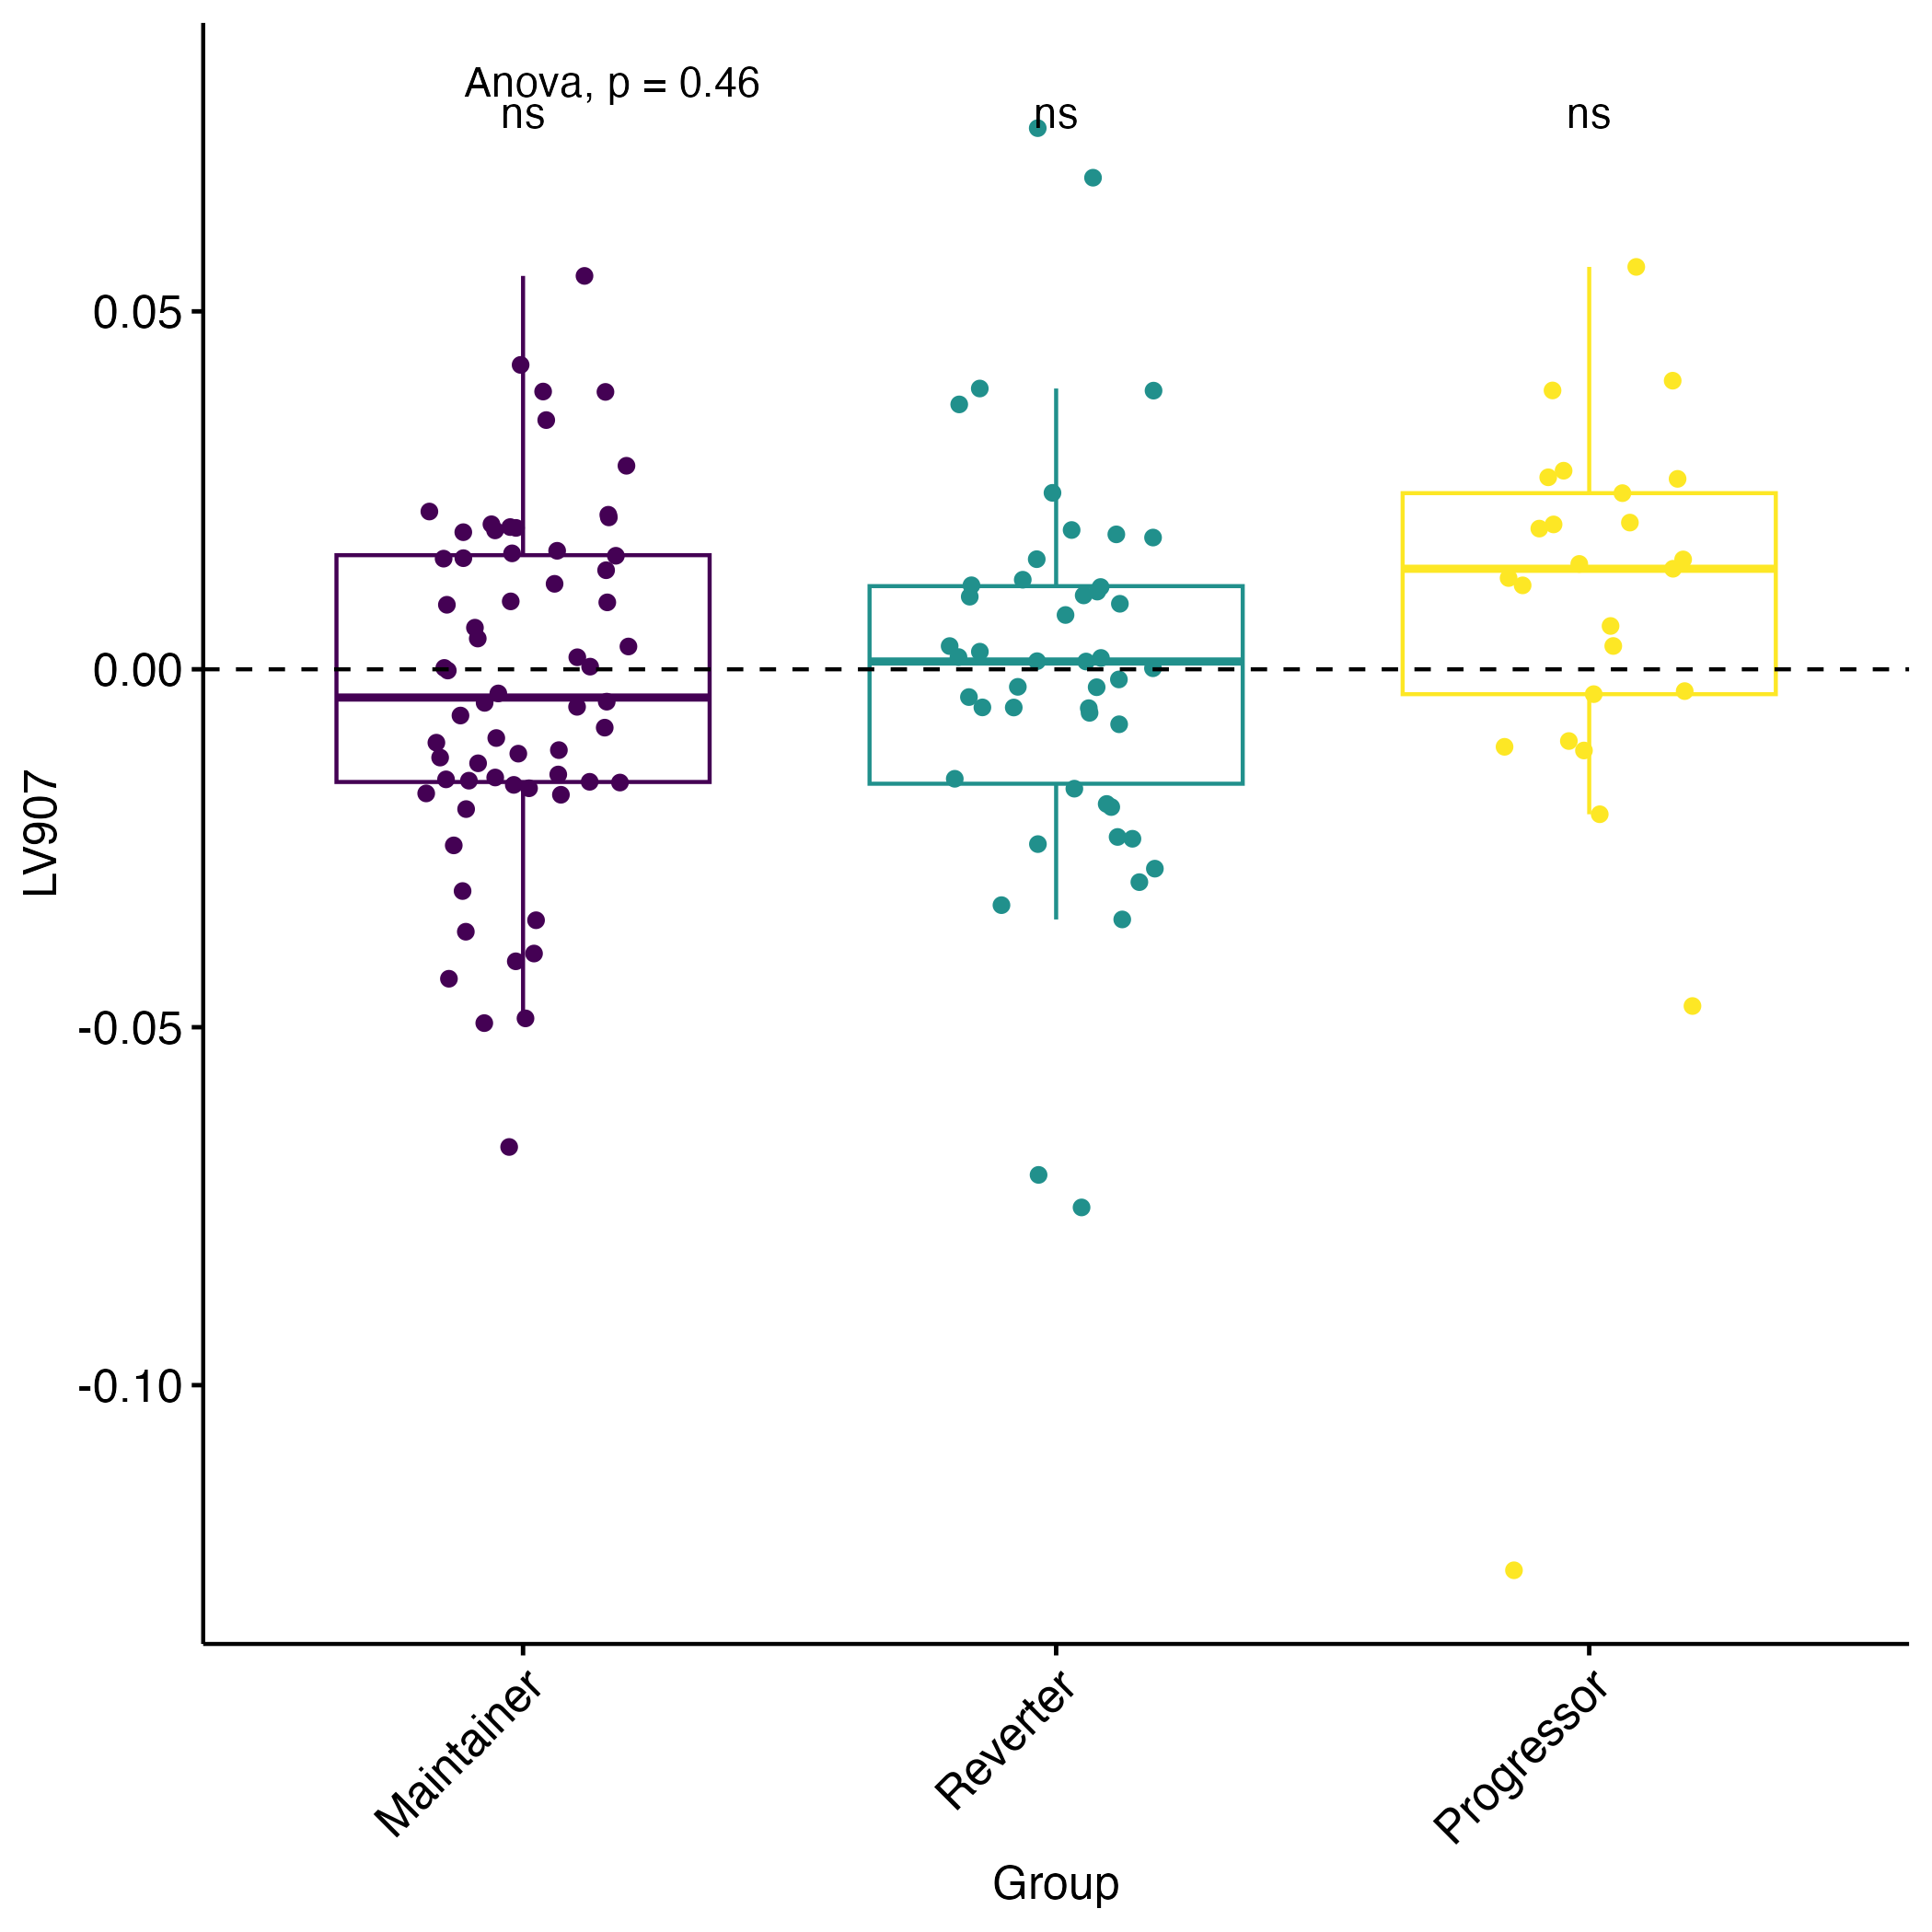 Anova, p = 0.46
ns ns ns
0.05
0.00
-0.05
-0.10
LV907
Maintainer Reverter Progressor
Group